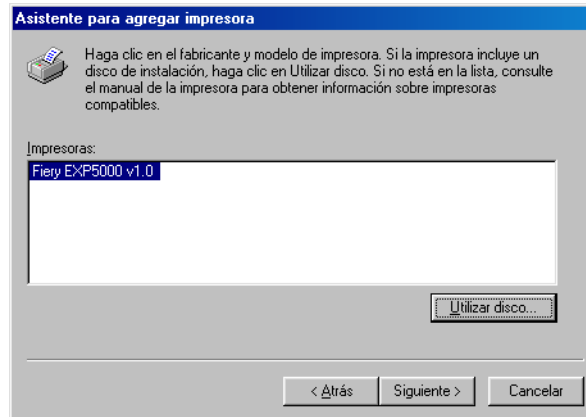 Asistente para agregar impresora
Haga clic en el fabricante y modelo de impresora. Si la impresora incluye un
disco de instalación, haga clic en Utilizar disco. Si no está en la lista, consulte
el manual de la impresora para obtener información sobre impresoras
compatibles.
Impresoras:
Fiery EXP5000 v1.0
Utilizar disco...
< Atrás
Siguiente >
Cancelar